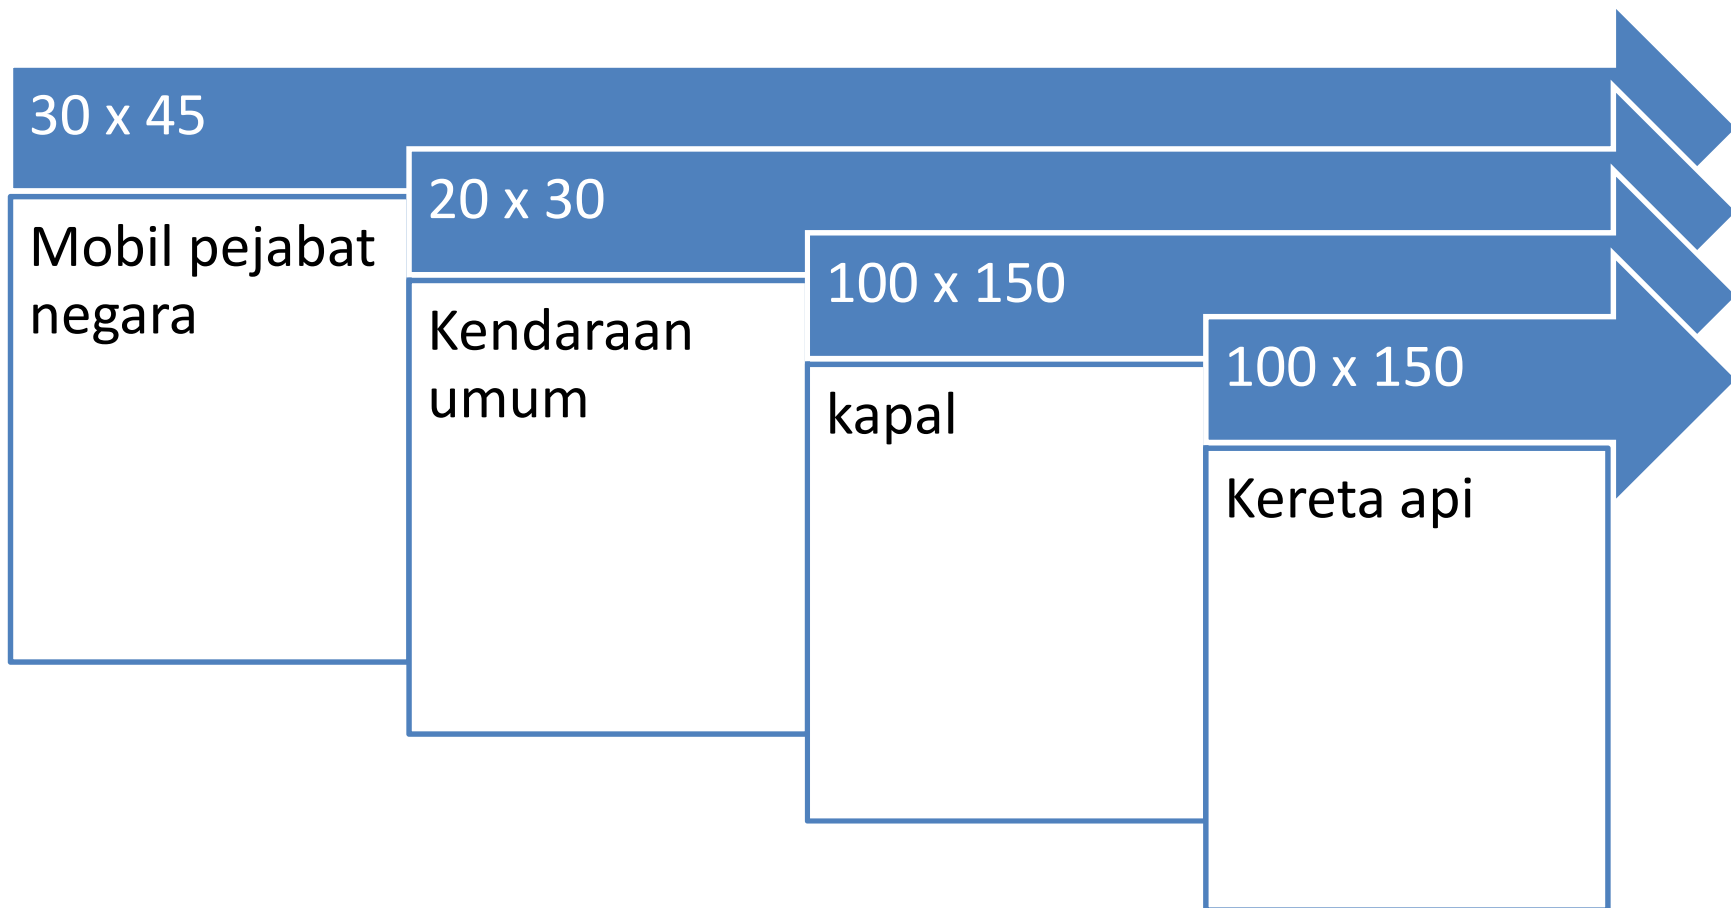 30 x 45
Mobil pejabat
negara
20 x 30
Kendaraan
umum
100 x 150
kapal
100 x 150
Kereta api